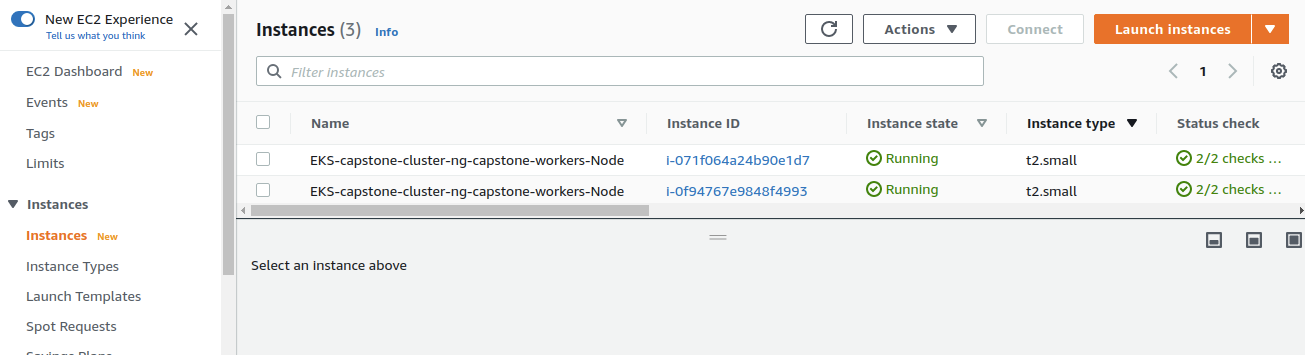 New EC2 Experience
Tell us what you think
EC2 Dashboard New
Events New
Tags
Limits
Instances
Instances New
Instance Types
Launch Templates
Spot Requests
Savings Plans
Instances (3) Info
Actions
Connect
Launch instances
Filter instances
1
Name Instance ID Instance state Instance type Status check
EKS-capstone-cluster-ng-capstone-workers-Node i-071f064a24b90e1d7 Running t2.small 2/2 checks ...
EKS-capstone-cluster-ng-capstone-workers-Node i-0f94767e9848f4993 Running t2.small 2/2 checks ...
Select an instance above